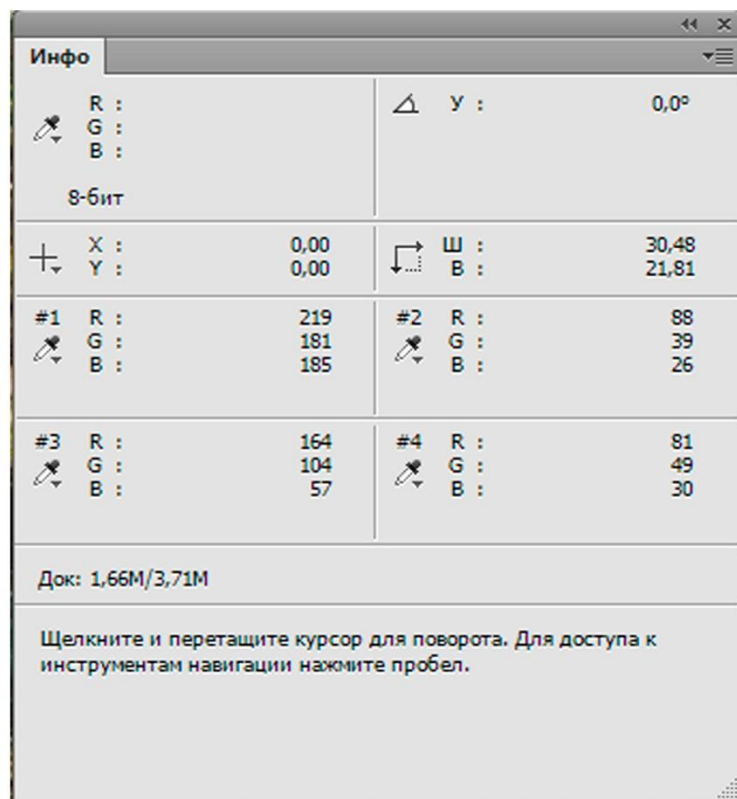 Инфо
R :
G :
B :
8-бит
У : 0,0°
X : 0,00
Y : 0,00
Ш : 30,48
В : 21,81
#1 R : 219
G : 181
B : 185
#2 R : 88
G : 39
B : 26
#3 R : 164
G : 104
B : 57
#4 R : 81
G : 49
B : 30
Док: 1,66M/3,71M
Щелкните и перетащите курсор для поворота. Для доступа к
инструментам навигации нажмите пробел.